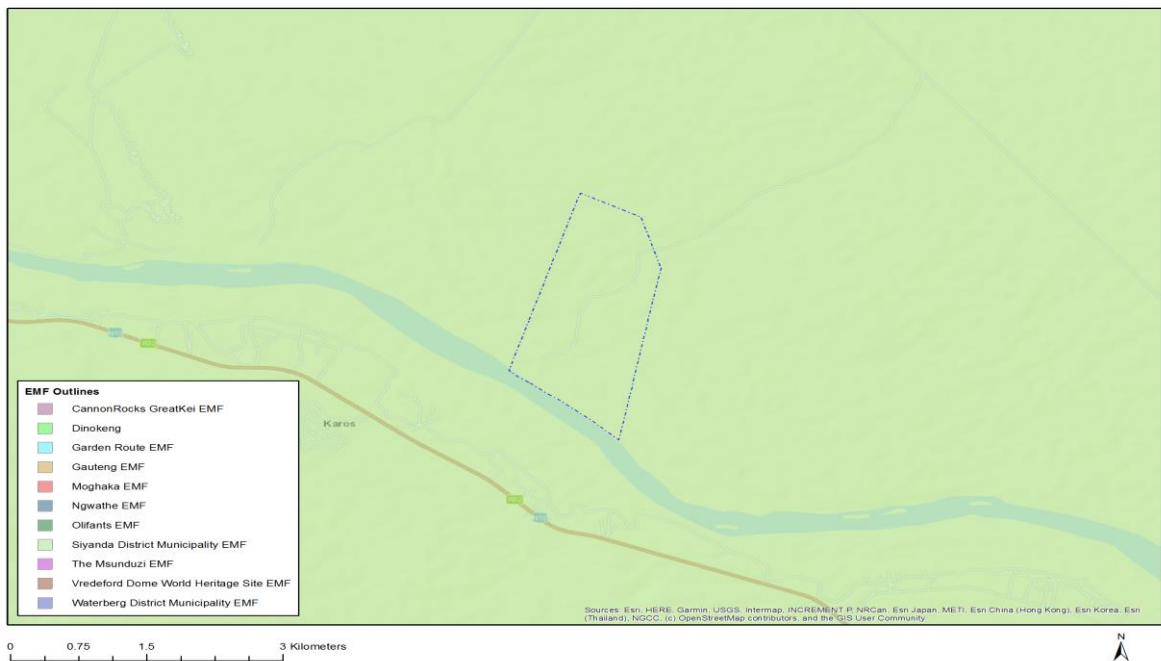 Karos
EMF Outlines
CannonRocks GreatKei EMF
Dinokeng
Garden Route EMF
Gauteng EMF
Moghaka EMF
Ngwathe EMF
Olifants EMF
Siyanda District Municipality EMF
The Msunduzi EMF
Vredeford Dome World Heritage Site EMF
Waterberg District Municipality EMF
Sources: Esri, HERE, Garmin, USGS, Intermap, INCREMENT P, NRCan, Esri Japan, METI, Esri China (Hong Kong), Esri Korea, Esri
(Thailand), NGCC, (c) OpenStreetMap contributors, and the GIS User Community
0 0.75 1.5 3 Kilometers
N